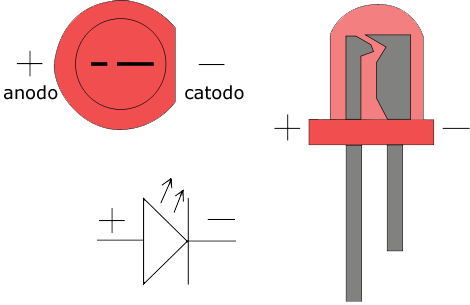 + —
anodo catodo
+ —
+ —